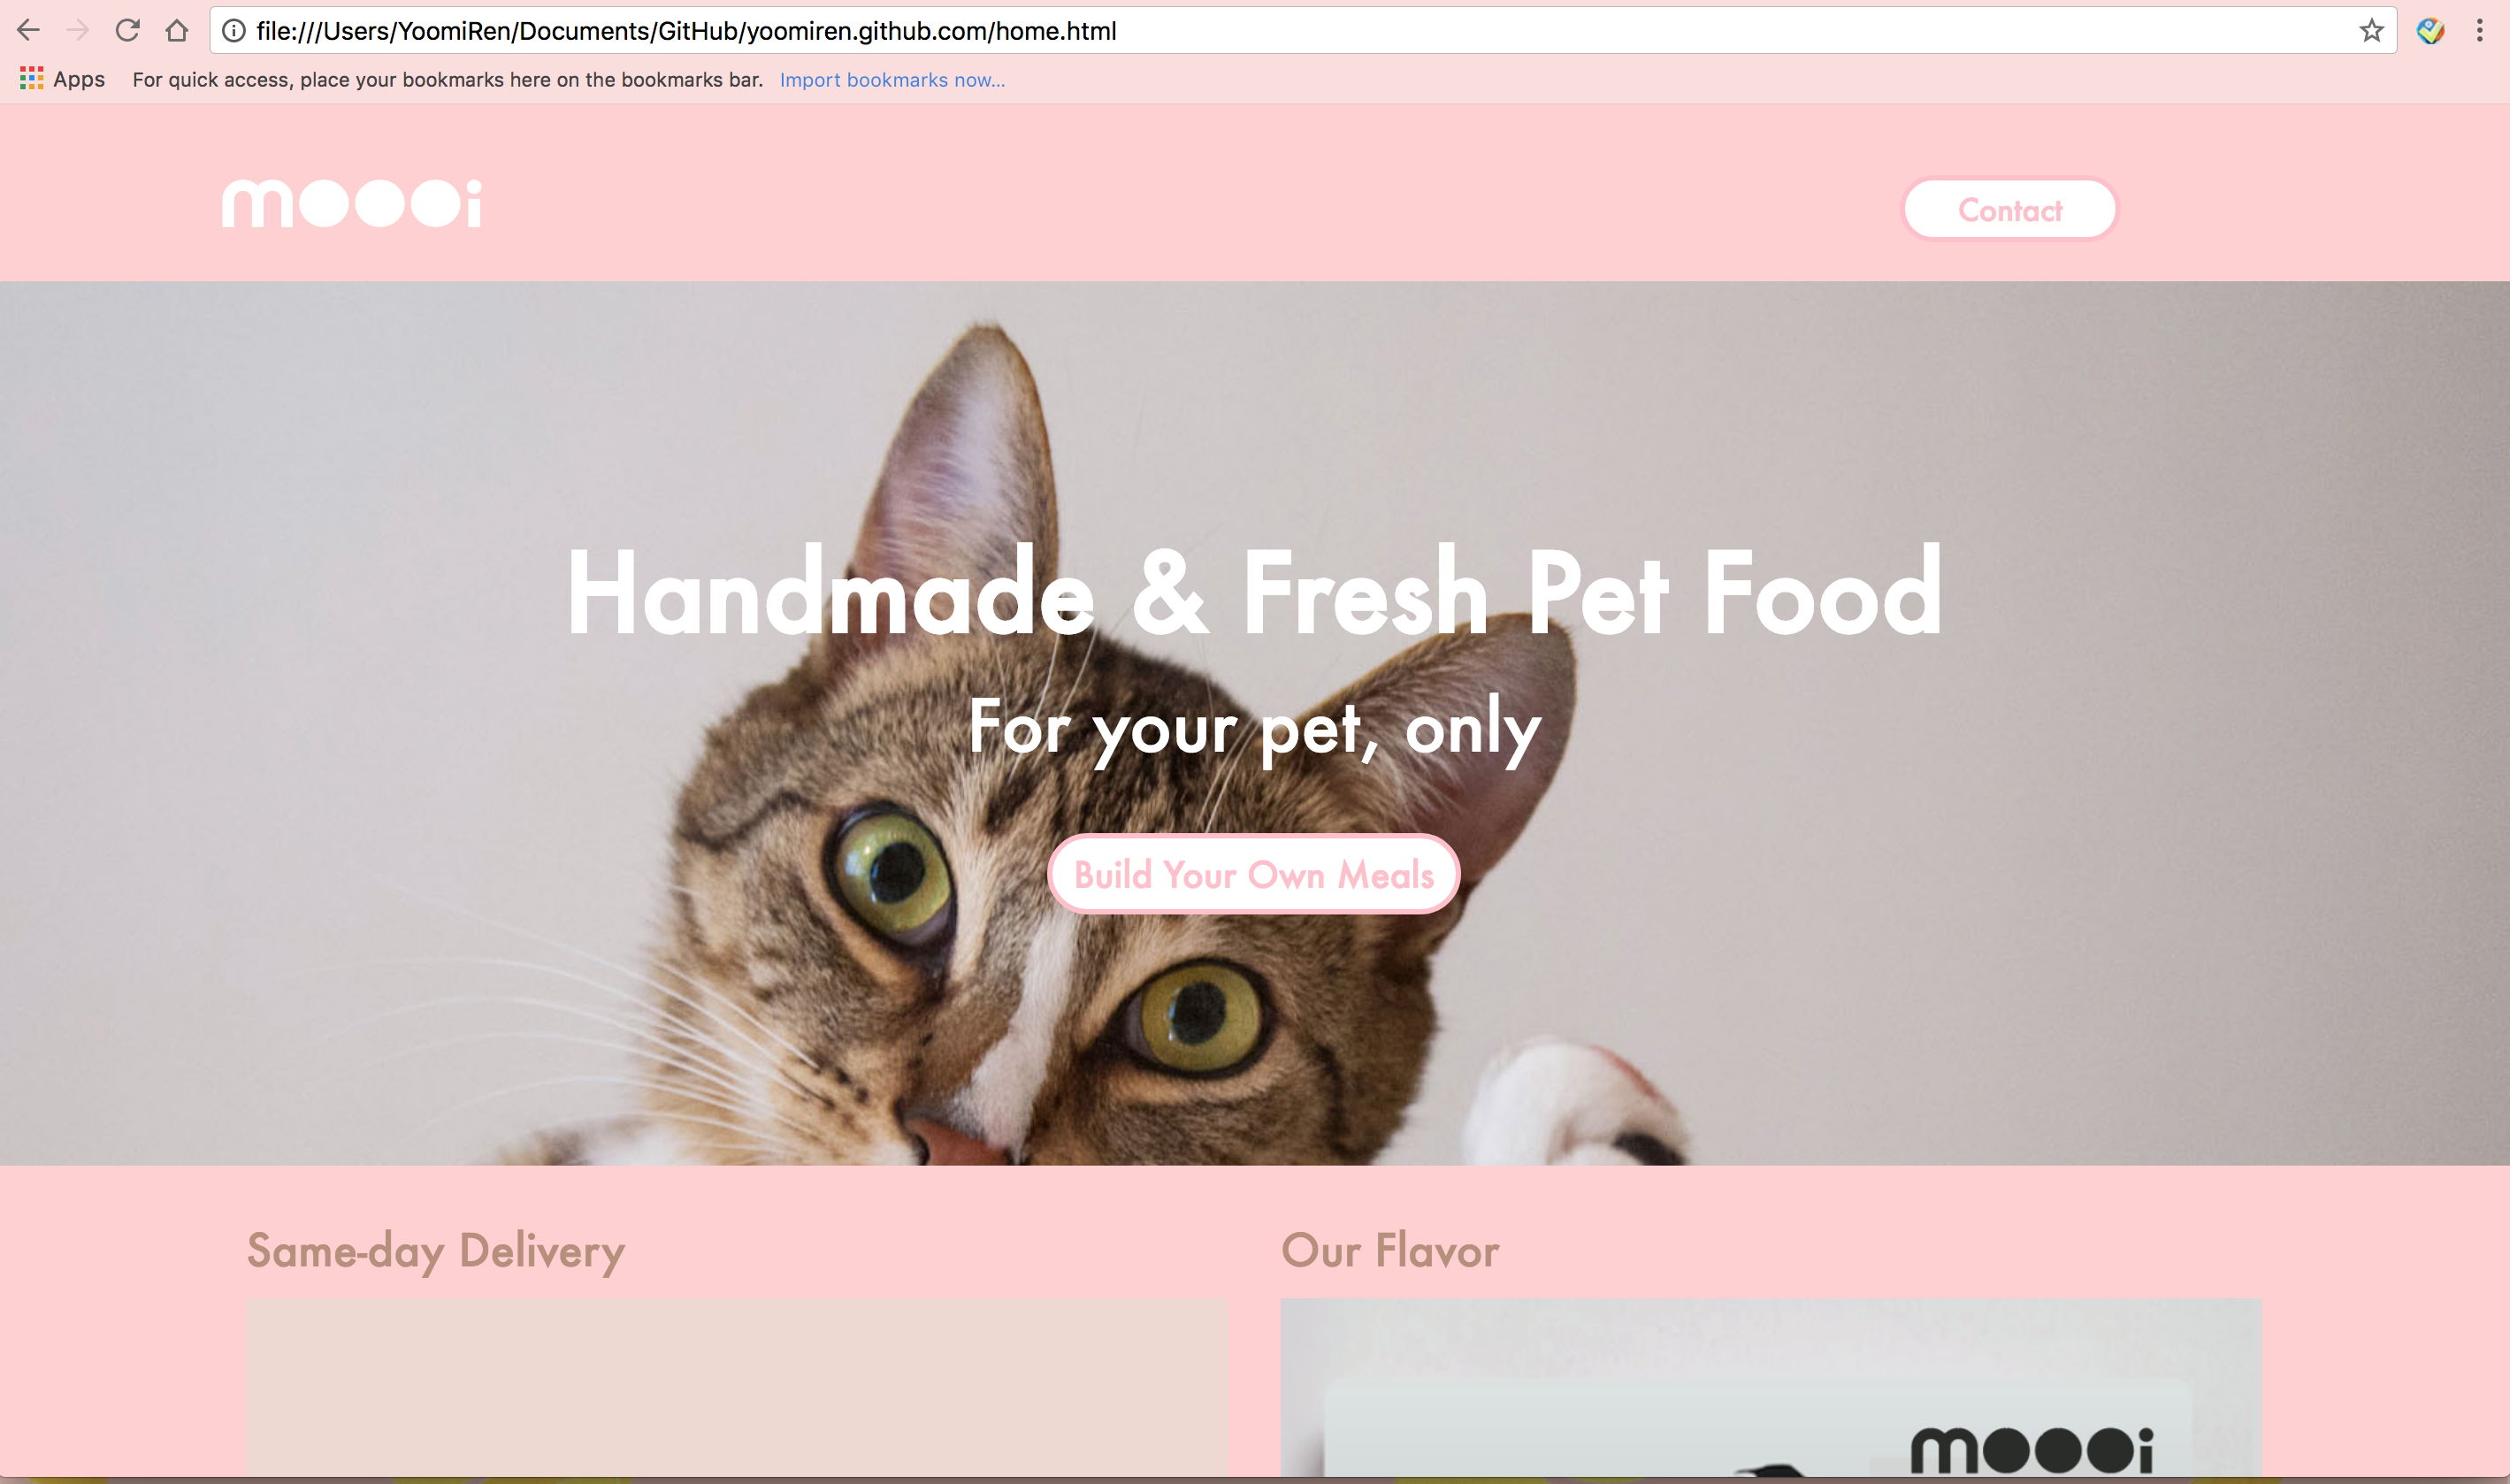 file:///Users/YoomiRen/Documents/GitHub/yoomiren.github.com/home.html
Apps For quick access, place your bookmarks here on the bookmarks bar. Import bookmarks now...
moooi
Contact
Handmade & Fresh Pet Food
For your pet, only
Build Your Own Meals
Same-day Delivery
Our Flavor
moooi